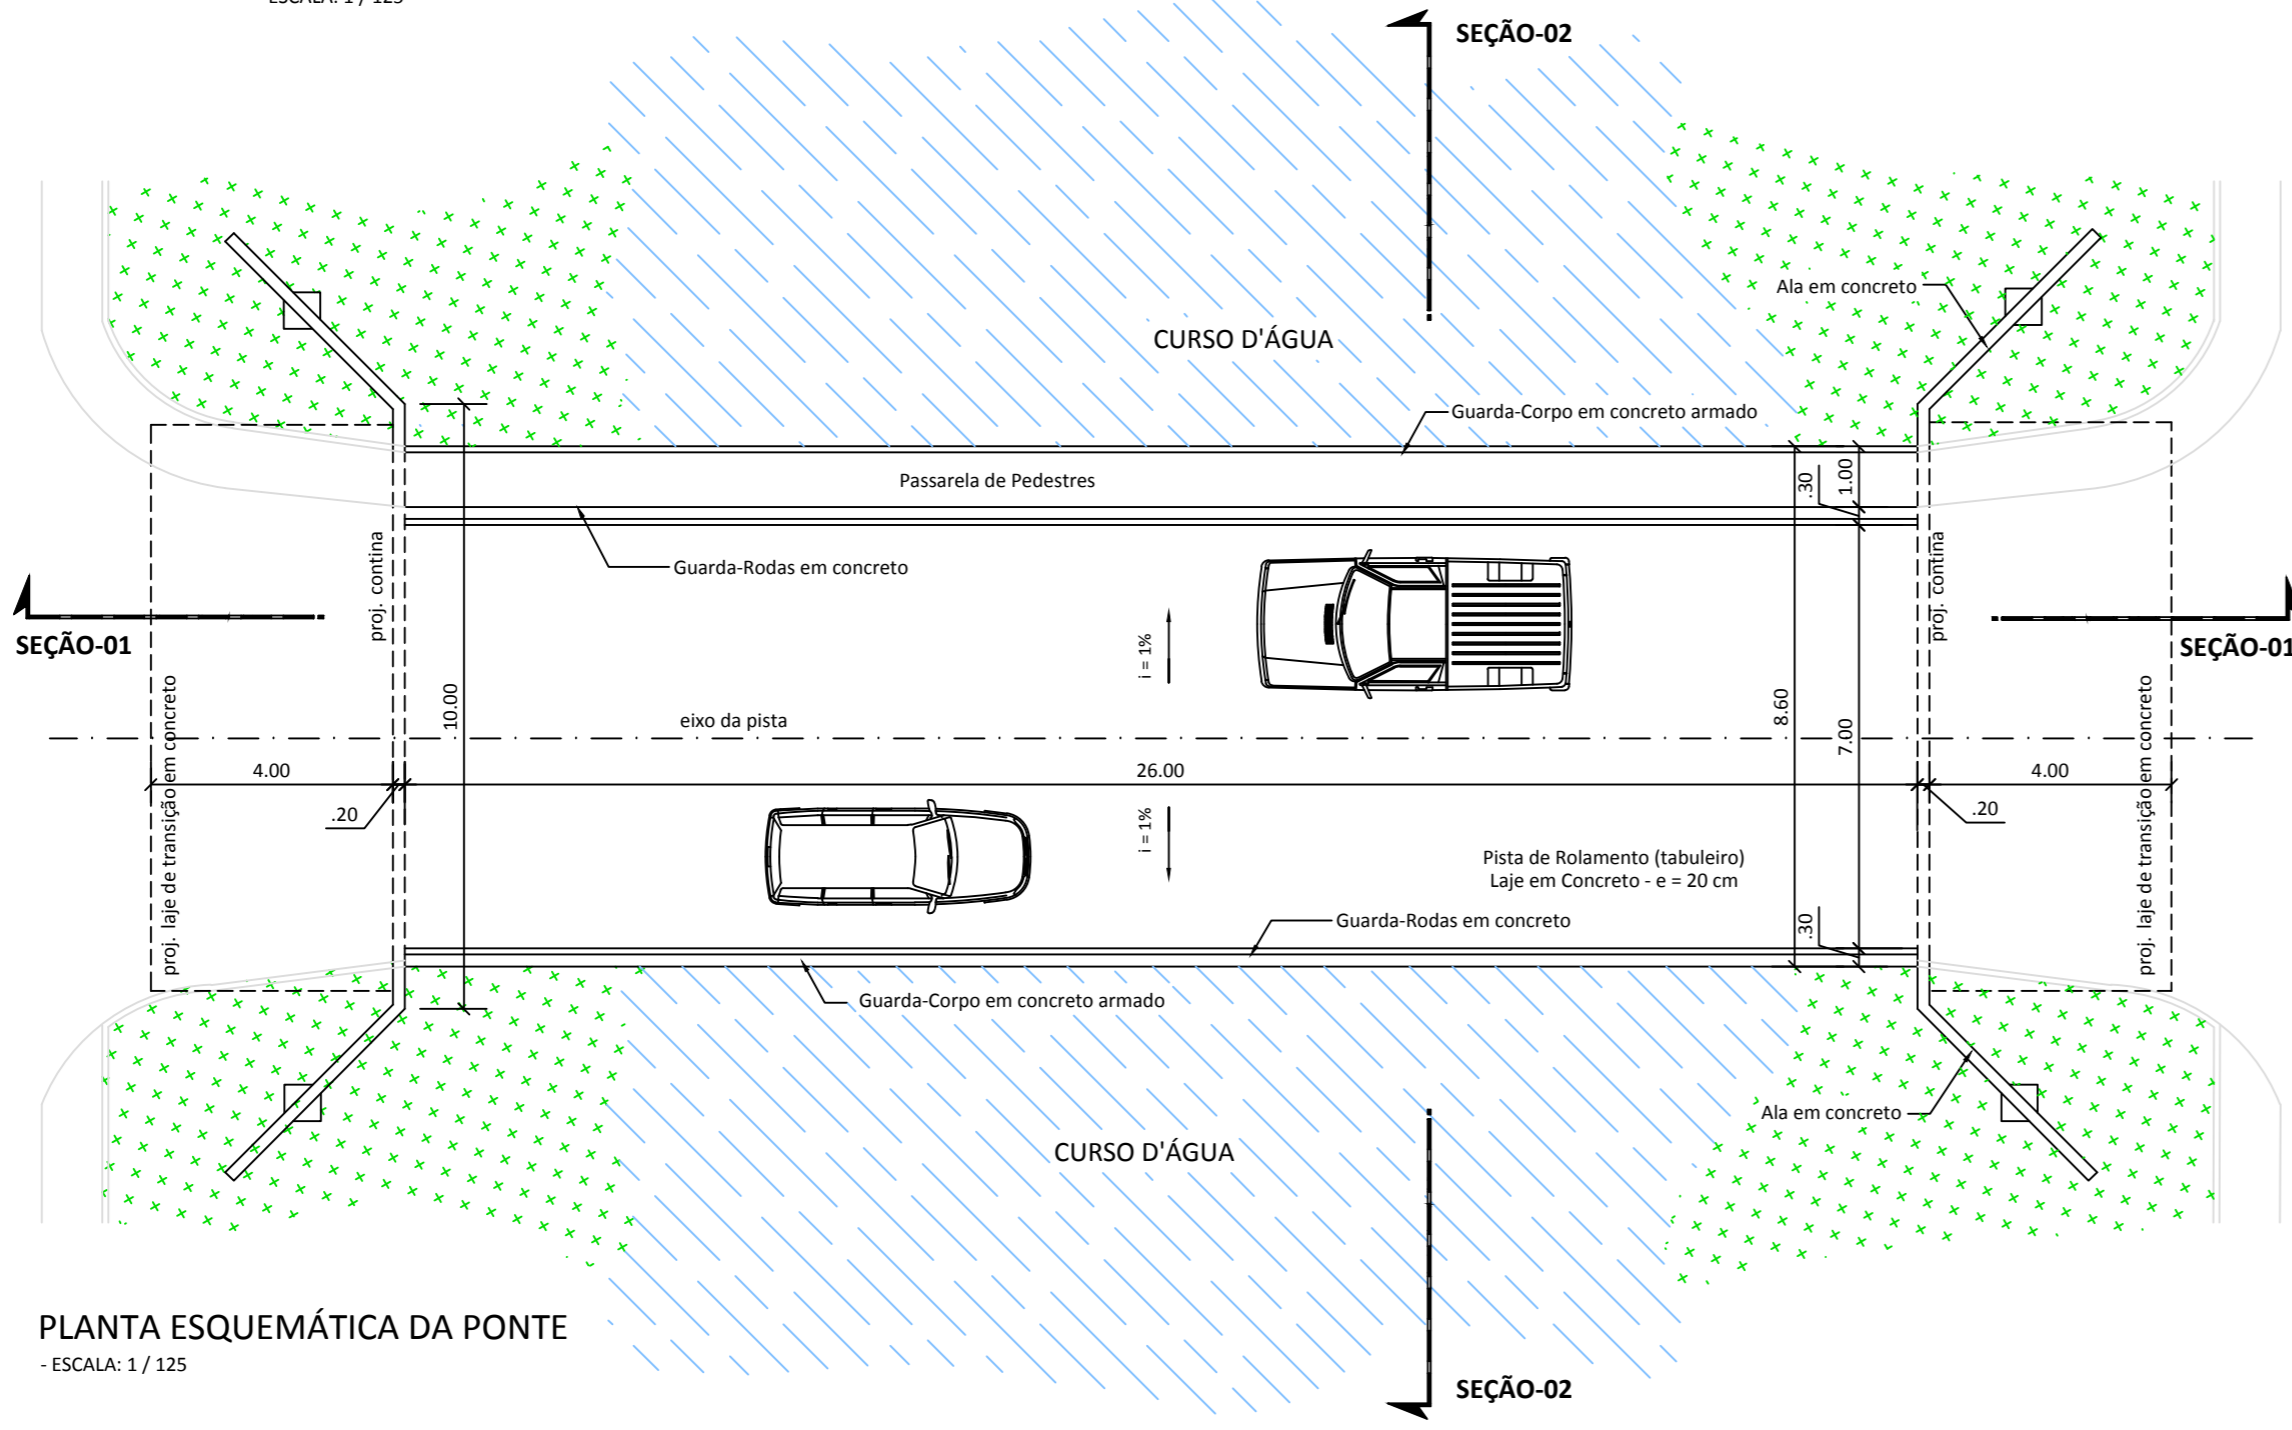 ESCALA: 1 / 125
SEÇÃO-02
Ala em concreto
CURSO D'ÁGUA
Guarda-Corpo em concreto armado
Passarela de Pedestres
.30
1.00
proj. contina
Guarda-Rodas em concreto
proj. contina
SEÇÃO-01
SEÇÃO-01
i = 1%
proj. laje de transição em concreto
10.00
eixo da pista
8.60
7.00
proj. laje de transição em concreto
4.00
26.00
4.00
.20
i = 1%
.20
Pista de Rolamento (tabuleiro)
Laje em Concreto - e = 20 cm
Guarda-Rodas em concreto
.30
Guarda-Corpo em concreto armado
Ala em concreto
CURSO D'ÁGUA
PLANTA ESQUEMÁTICA DA PONTE
- ESCALA: 1 / 125
SEÇÃO-02